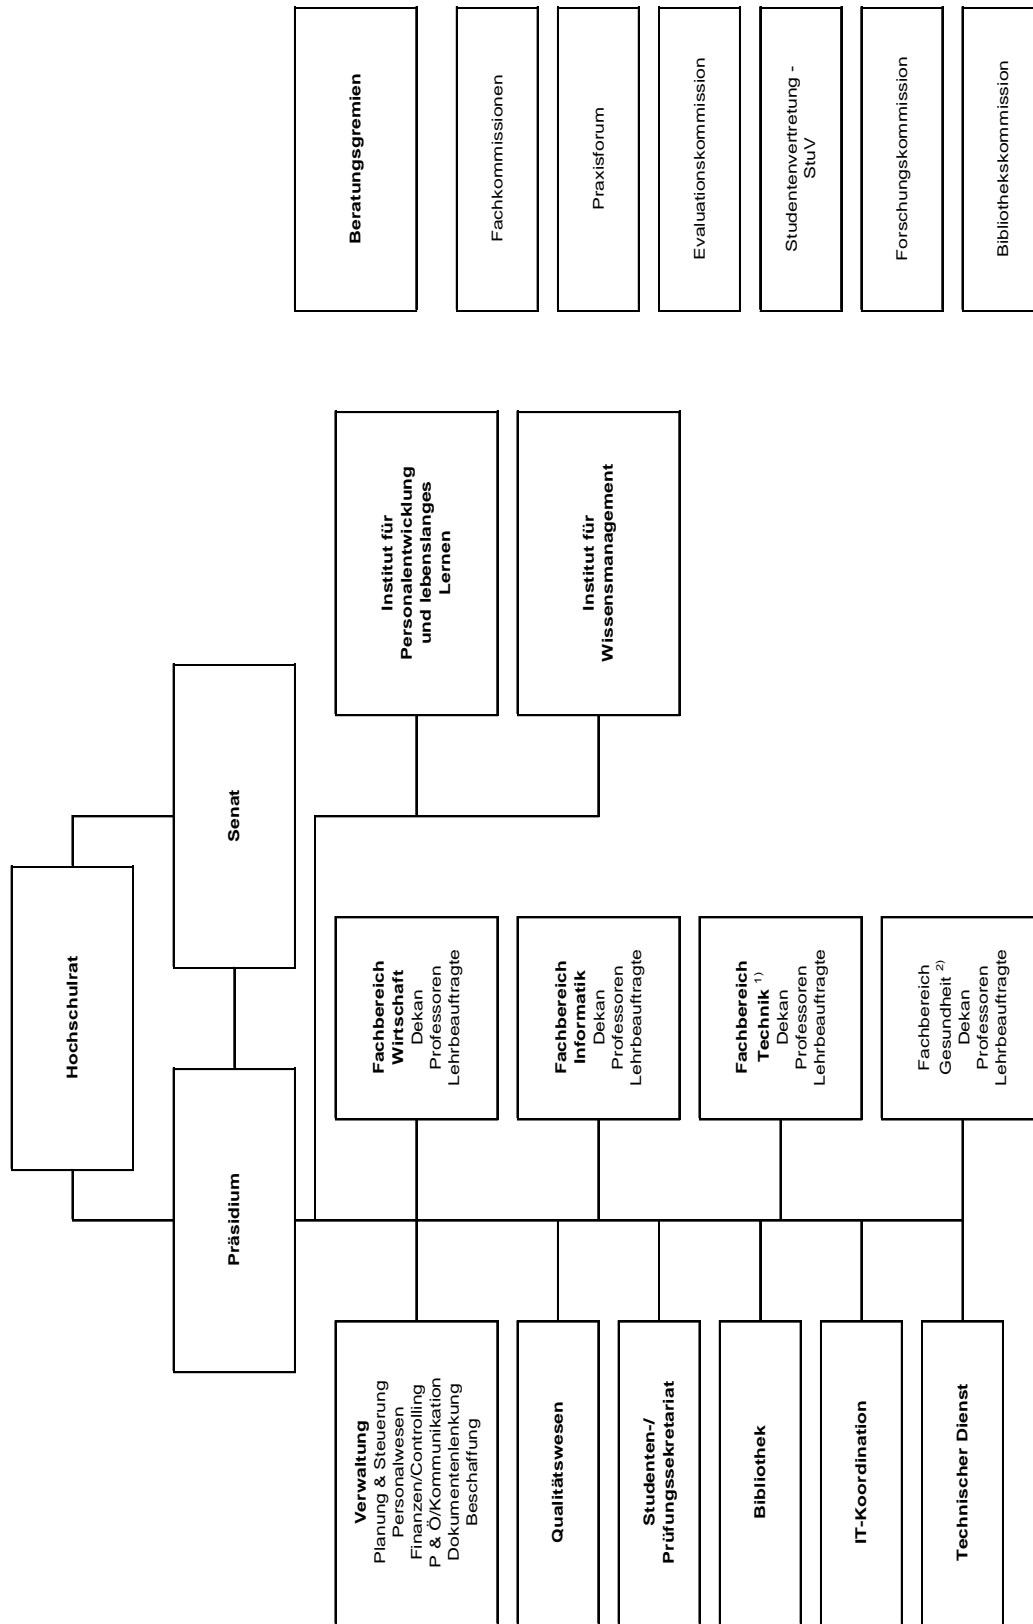 Hochschulrat
Präsidium
Senat
Verwaltung
Planung & Steuerung
Personalwesen
Finanzen/Controlling
P & Ö/Kommunikation
Dokumentenlenkung
Beschaffung
Qualitätswesen
Studenten-/
Prüfungssekretariat
Bibliothek
IT-Koordination
Technischer Dienst
Fachbereich
Wirtschaft
Dekan
Professoren
Lehrbeauftragte
Fachbereich
Informatik
Dekan
Professoren
Lehrbeauftragte
Fachbereich
Technik 1)
Dekan
Professoren
Lehrbeauftragte
Fachbereich
Gesundheit 2)
Dekan
Professoren
Lehrbeauftragte
Institut für
Personalentwicklung
und lebenslanges
Lernen
Institut für
Wissensmanagement
Beratungsgremien
Fachkommissionen
Praxisforum
Evaluationskommission
Studentenvertretung -
StuV
Forschungskommission
Bibliothekskommission